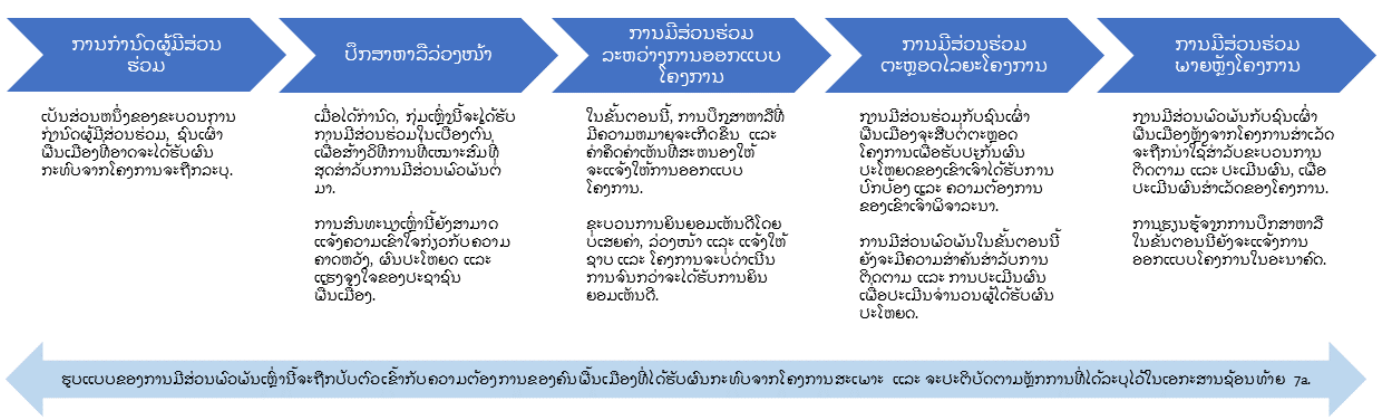 ການກຳນົດຜູ້ມີສ່ວນ
ຮ່ວມ
ເປັນສ່ວນຫນຶ່ງຂອງຂະບວນການ
ກຳນົດຜູ້ມີສ່ວນຮ່ວມ, ຊົນເຜົ່າ
ພື້ນເມືອງທີ່ອາດຈະໄດ້ຮັບຜົນ
ກະທົບຈາກໂຄງການຈະຖືກລະບຸ.
ປຶກສາຫາລືລ່ວງໜ້າ
ເມື່ອໄດ້ກຳນົດ, ກຸ່ມເຫຼົ່ານີ້ຈະໄດ້ຮັບ
ການມີສ່ວນຮ່ວມໃນເບື້ອງຕົ້ນ
ເພື່ອສ້າງວິທີການທີ່ເໝາະສົມທີ່
ສຸດສຳລັບການມີສ່ວນພົວພັນຕໍ່
ມາ.
ການສົນທະນາເຫຼົ່ານີ້ຍັງສາມາດ
ແຈ້ງຄວາມເຂົ້າໃຈກ່ຽວກັບຄວາມ
ຄາດຫວັງ, ຜົນປະໂຫຍດ ແລະ
ແຮງຈູງໃຈຂອງປະຊາຊົນ
ພື້ນເມືອງ.
ການມີສ່ວນຮ່ວມ
ລະຫວ່າງການອອກແບບ
ໂຄງການ
ໃນຂັ້ນຕອນນີ້, ການປຶກສາຫາລືທີ່
ມີຄວາມຫມາຍຈະເກີດຂຶ້ນ ແລະ
ຄຳຄິດຄຳເຫັນທີ່ສະຫນອງໃຫ້
ຈະແຈ້ງໃຫ້ການອອກແບບ
ໂຄງການ.
ຂະບວນການຍິນຍອມເຫັນດີໂດຍ
ບໍ່ເສຍຄ່າ, ລ່ວງໜ້າ ແລະ ແຈ້ງໃຫ້
ຊາບ ແລະ ໂຄງການຈະບໍ່ດຳເນີນ
ການຈົນກວ່າຈະໄດ້ຮັບການຍິນ
ຍອມເຫັນດີ.
ການມີສ່ວນຮ່ວມ
ຕະຫຼອດໄລຍະໂຄງການ
ການມີສ່ວນຮ່ວມກັບຊົນເຜົ່າ
ພື້ນເມືອງຈະສືບຕໍ່ຕະຫຼອດ
ໂຄງການເພື່ອຮັບປະກັນຜົນ
ປະໂຫຍດຂອງເຂົາເຈົ້າໄດ້ຮັບການ
ປົກປ້ອງ ແລະ ຄວາມຕ້ອງການ
ຂອງເຂົາເຈົ້າພິຈາລະນາ.
ການມີສ່ວນພົວພັນໃນຂັ້ນຕອນນີ້
ຍັງຈະມີຄວາມສຳຄັນສຳລັບການ
ຕິດຕາມ ແລະ ການປະເມີນຜົນ
ເພື່ອປະເມີນຈຳນວນຜູ້ໄດ້ຮັບຜົນ
ປະໂຫຍດ.
ການມີສ່ວນຮ່ວມ
ພາຍຫຼັງໂຄງການ
ການມີສ່ວນພົວພັນກັບຊົນເຜົ່າ
ພື້ນເມືອງຫຼັງຈາກໂຄງການສຳເລັດ
ຈະຖືກນຳໃຊ້ສຳລັບຂະບວນການ
ຕິດຕາມ ແລະ ປະເມີນຜົນ, ເພື່ອ
ປະເມີນຜົນສຳເລັດຂອງໂຄງການ.
ການຮຽນຮູ້ຈາກການປຶກສາຫາລື
ໃນຂັ້ນຕອນນີ້ຍັງຈະແຈ້ງການ
ອອກແບບໂຄງການໃນອະນາຄົດ.
ຮູບແບບຂອງການມີສ່ວນພົວພັນເຫຼົ່ານີ້ຈະຖືກປັບຕົວເຂົ້າກັບຄວາມຕ້ອງການຂອງຄົນພື້ນເມືອງທີ່ໄດ້ຮັບຜົນກະທົບຈາກໂຄງການສະເພາະ ແລະ ຈະປະຕິບັດຕາມຫຼັກການທີ່ໄດ້ລະບຸໄວ້ໃນເອກະສານຊ້ອນທ້າຍ 7a.